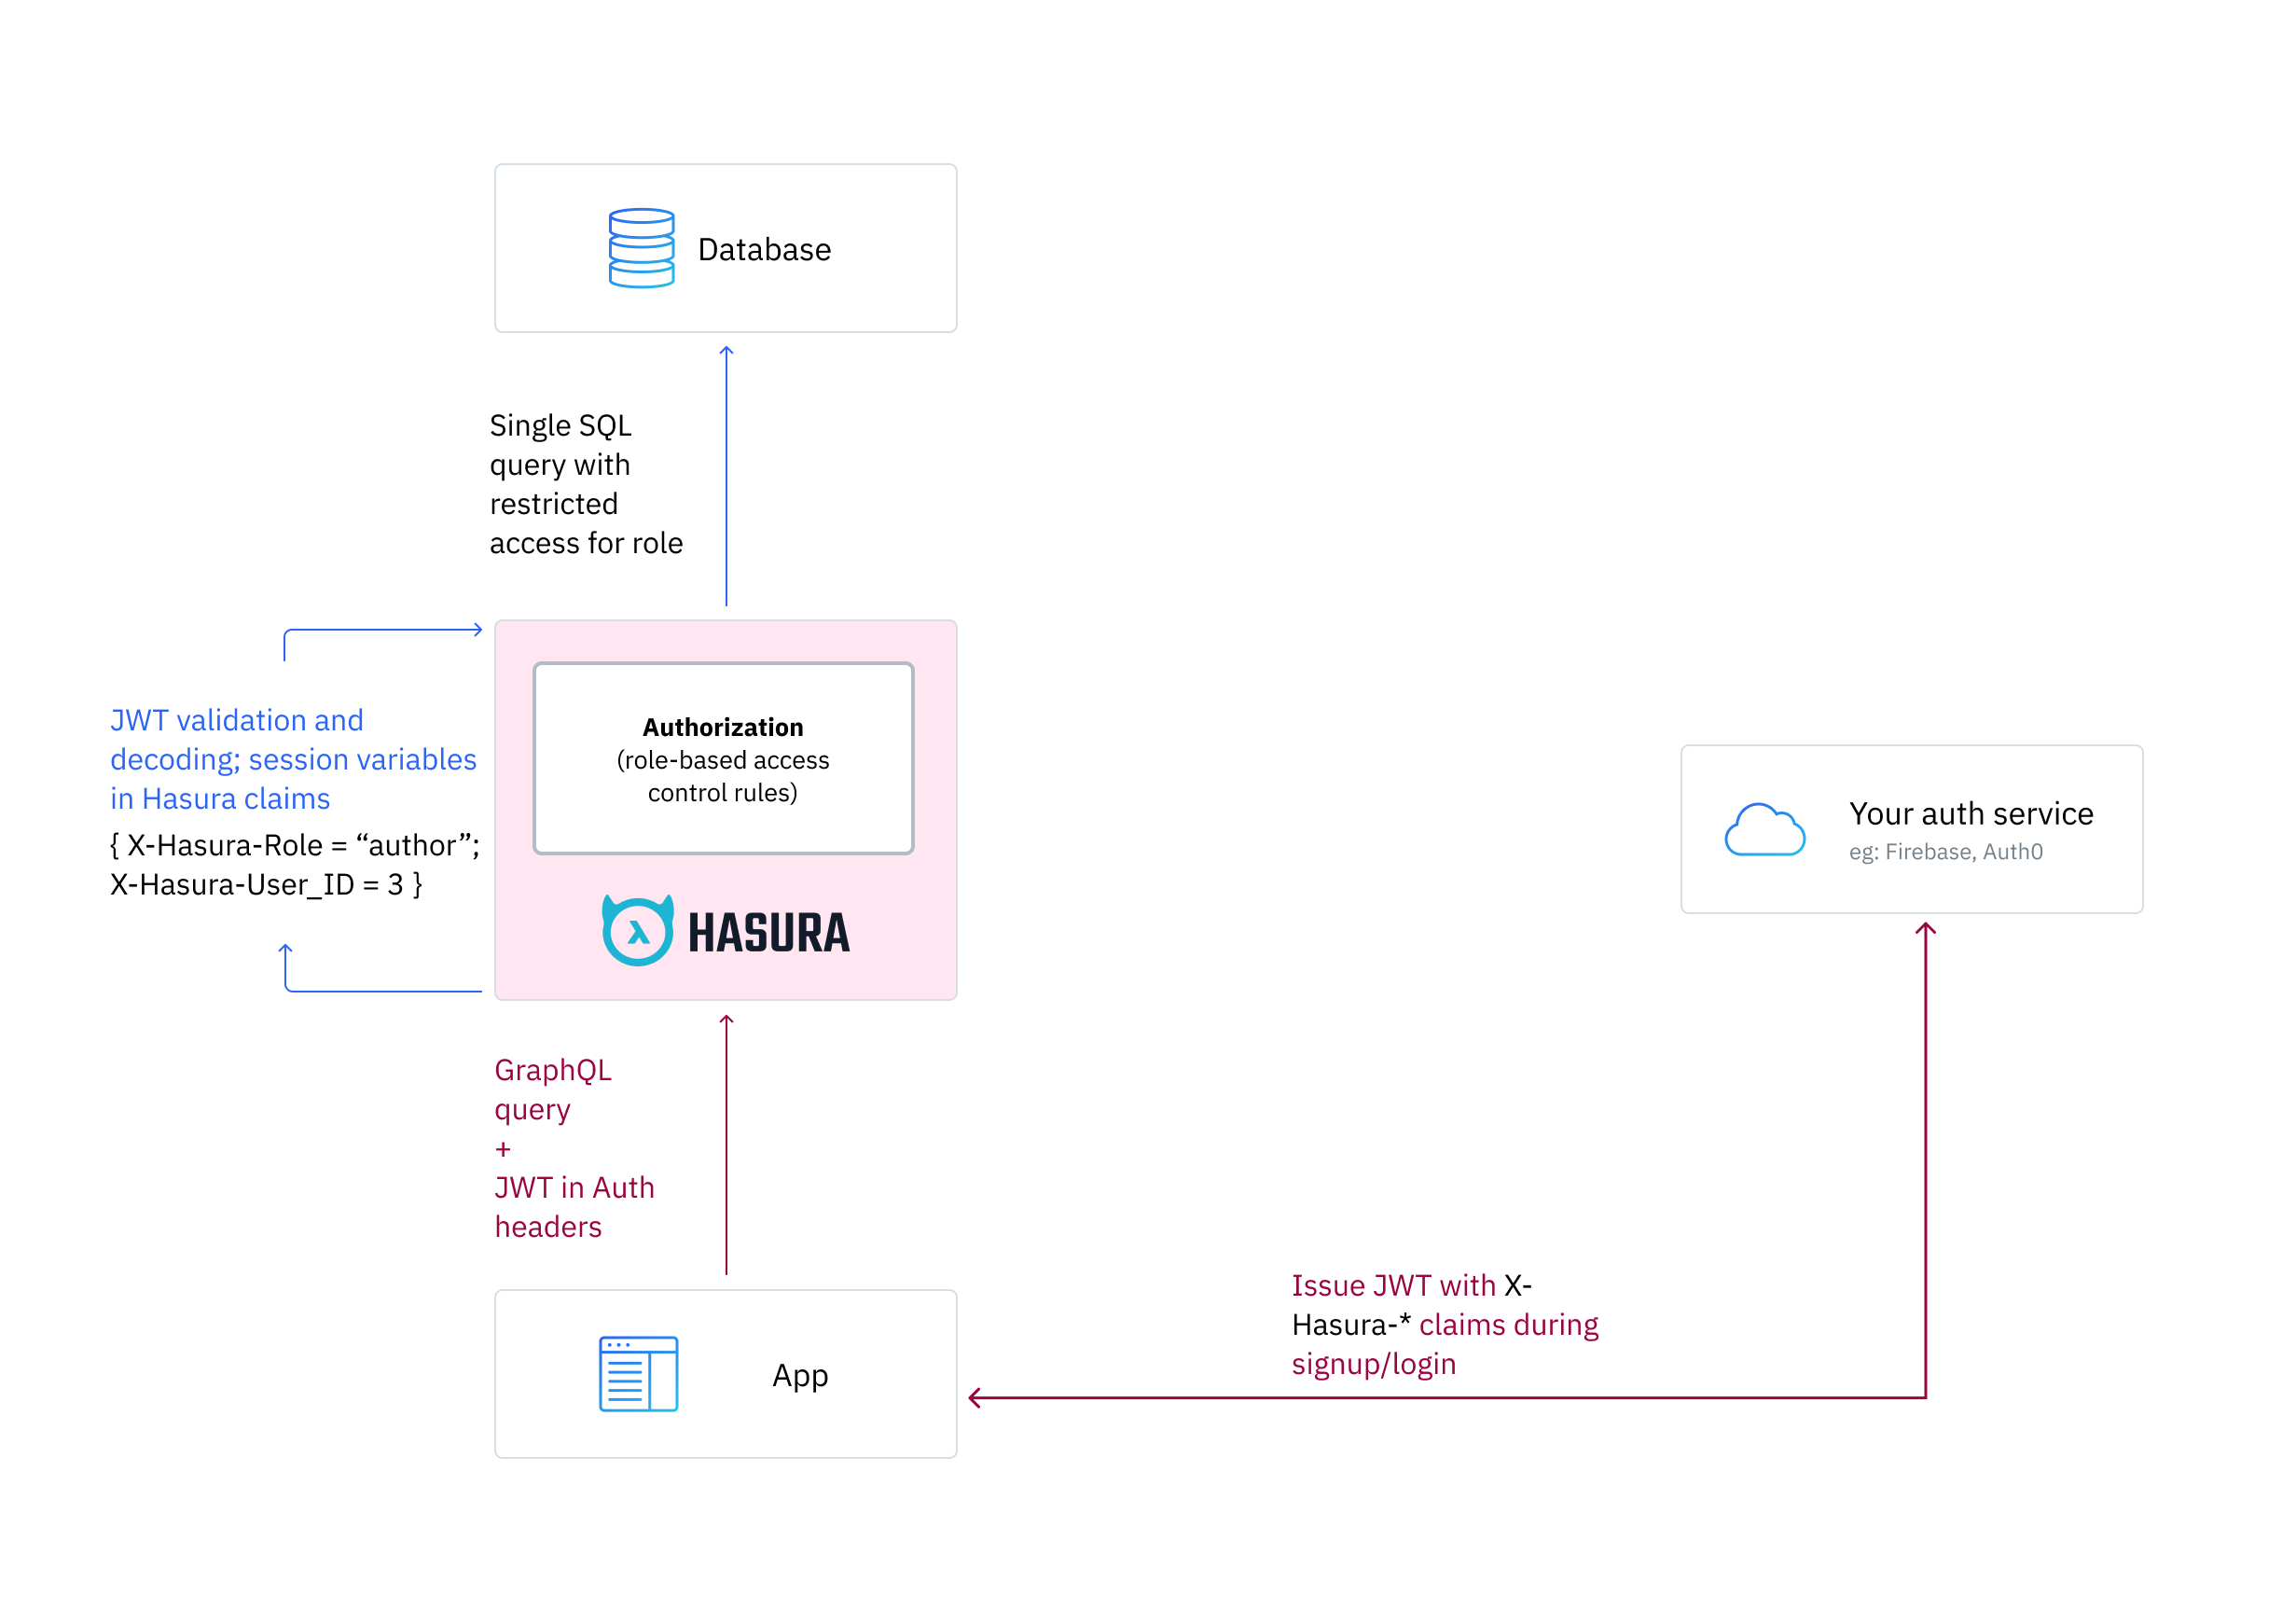 Database
Single SQL
query with
restricted
access for role
Authorization
(role-based access
control rules)
HASURA
JWT validation and
decoding; session variables
in Hasura claims
{ X-Hasura-Role = “author”;
X-Hasura-User_ID = 3 }
Your auth service
eg: Firebase, Auth0
GraphQL
query
+
JWT in Auth
headers
Issue JWT with X-
Hasura-* claims during
signup/login
App